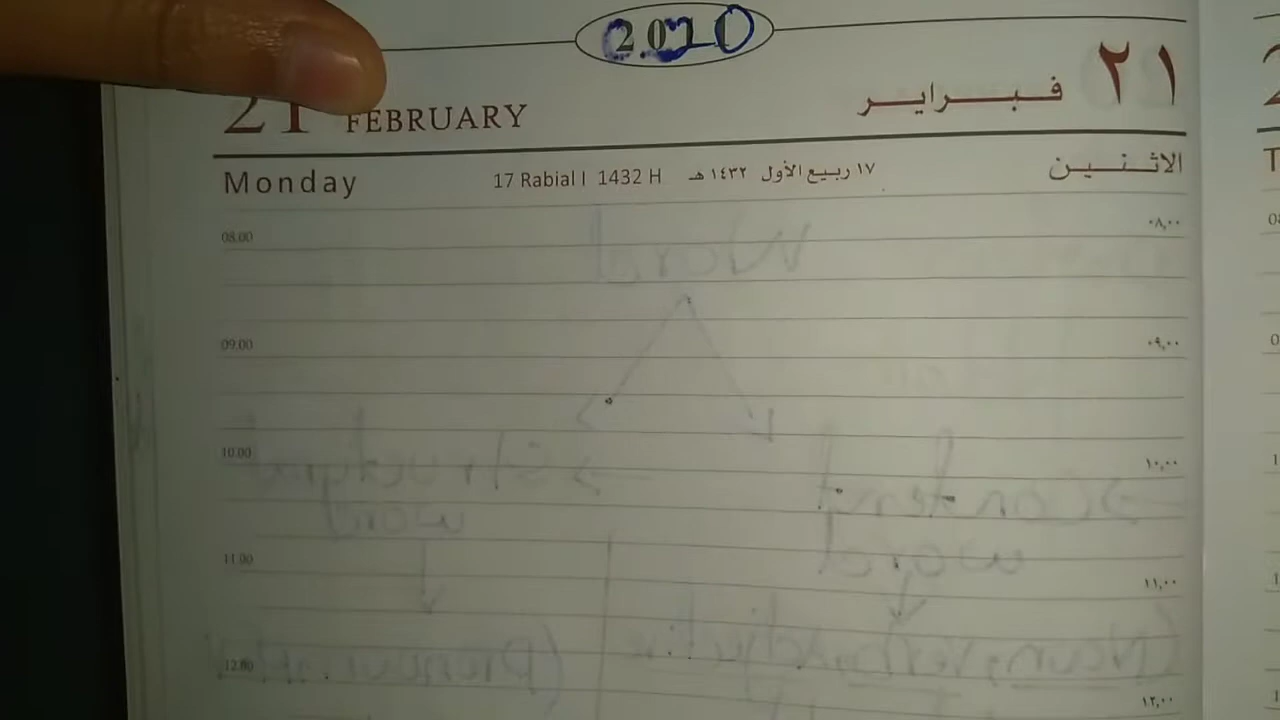 2020
21 FEBRUARY ٢١ فبراير
Monday 17 Rabial I 1432 H ١٧ ربيع الأول ١٤٣٢ هـ الاثنين
08.00 ٠٨,٠٠
Word
09.00 ٠٩,٠٠
10.00 ١٠,٠٠
structural content
word word
11.00 ١١,٠٠
(Noun, verb, Adjective
12.00 ١٢,٠٠